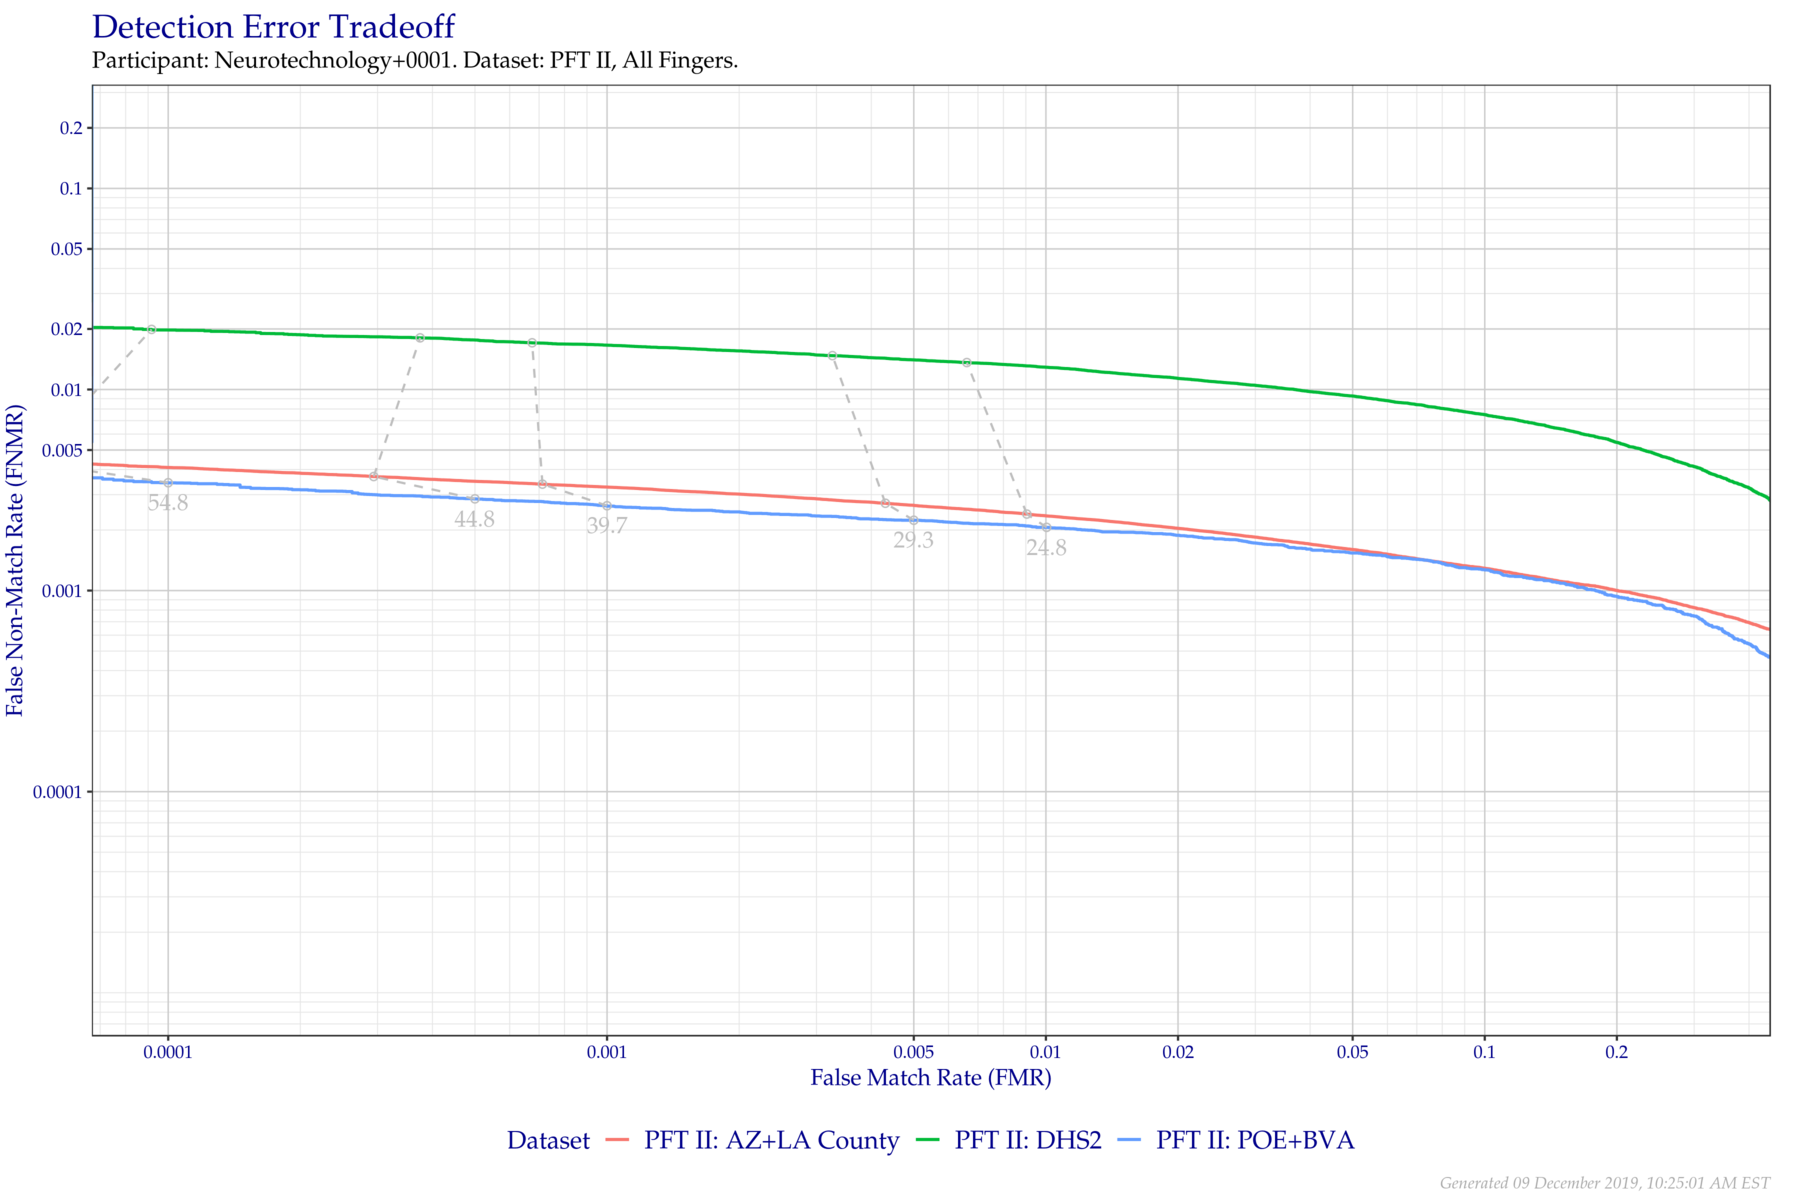 Detection Error Tradeoff
Participant: Neurotechnology+0001. Dataset: PFT II, All Fingers.
False Non-Match Rate (FNMR)
0.2
0.1
0.05
0.02
0.01
0.005
0.001
0.0001
54.8
44.8
39.7
29.3
24.8
0.0001 0.001 0.005 0.01 0.02 0.05 0.1 0.2
False Match Rate (FMR)
Dataset PFT II: AZ+LA County PFT II: DHS2 PFT II: POE+BVA
Generated 09 December 2019, 10:25:01 AM EST